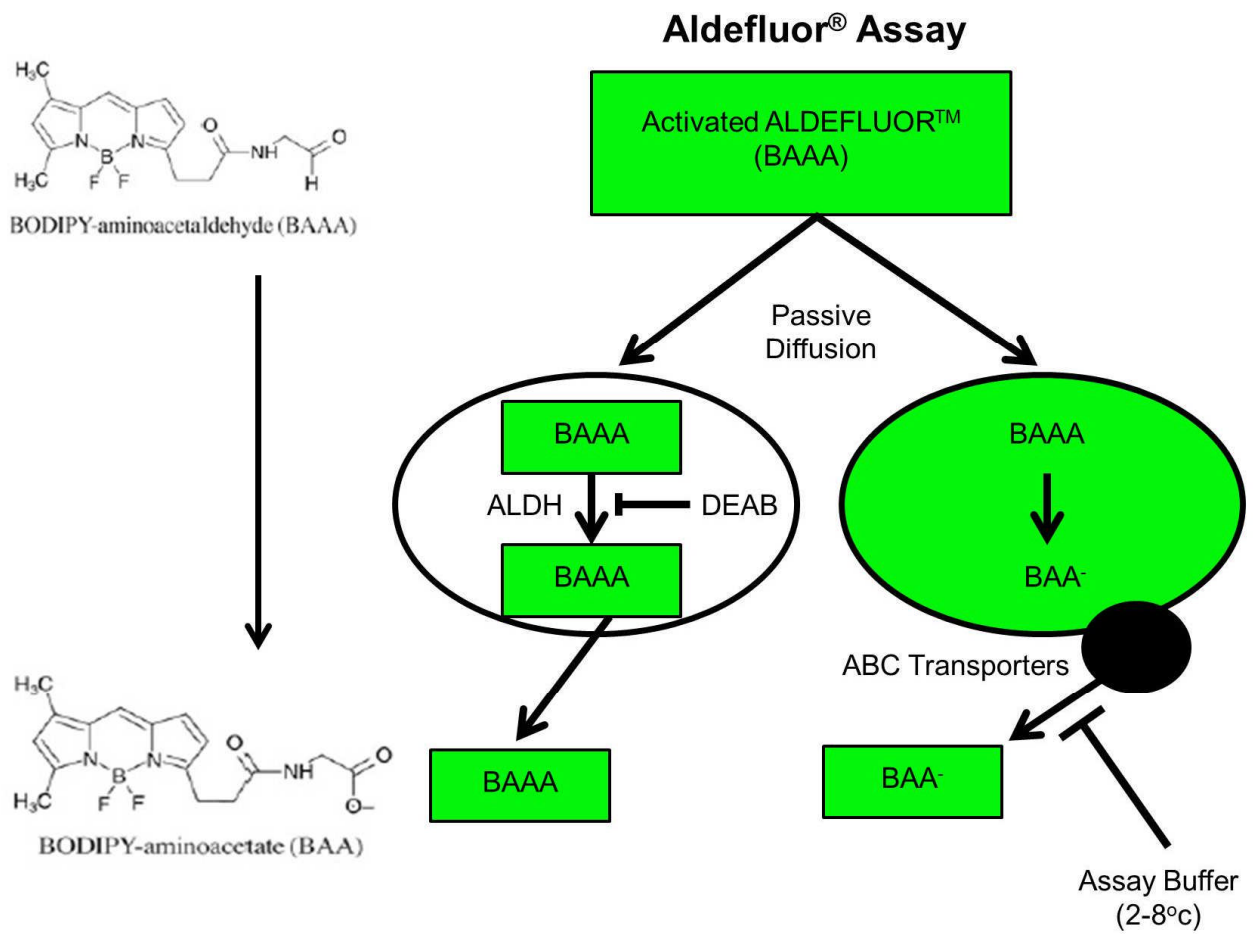 Aldefluor® Assay
H₃C
N
N
B
F F
H₃C
O
NH
O
H
BODIPY-aminoacetaldehyde (BAAA)
Activated ALDEFLUOR™
(BAAA)
Passive
Diffusion
BAAA
ALDH
DEAB
BAAA
BAAA
BAAA
BAA⁻
ABC Transporters
BAA⁻
Assay Buffer
(2-8ºc)
H₃C
N
N
B
F F
H₃C
O
NH
O
O–
BODIPY-aminoacetate (BAA)